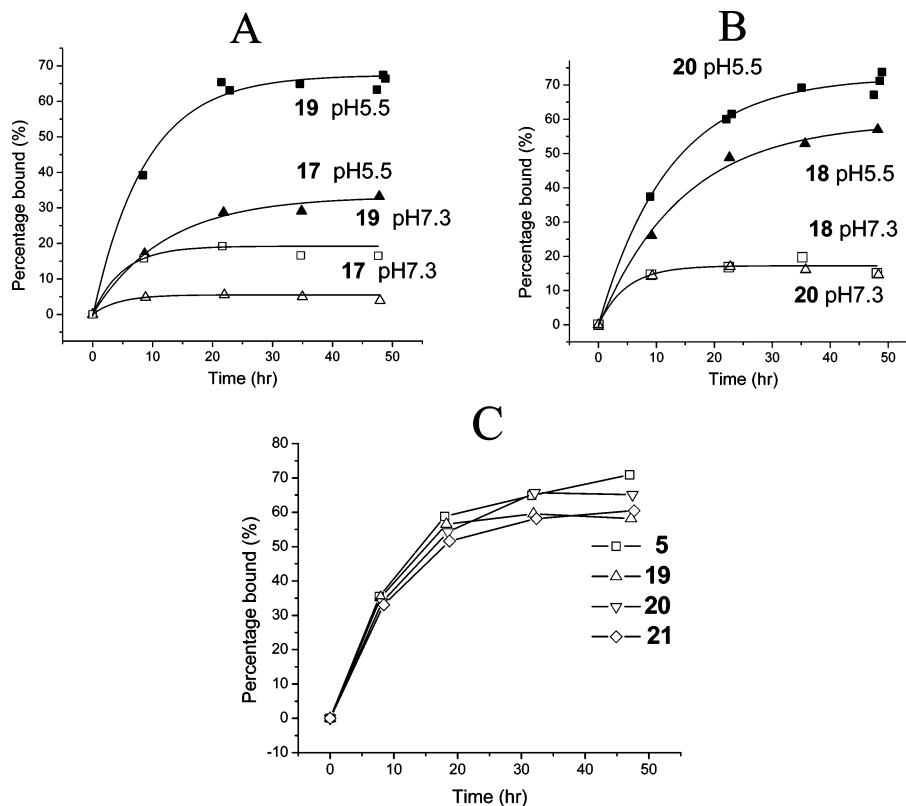 A
Percentage bound (%)
70
60
50
40
30
20
10
0
19 pH5.5
17 pH5.5
19 pH7.3
17 pH7.3
0 10 20 30 40 50
Time (hr)
B
Percentage bound (%)
70
60
50
40
30
20
10
0
20 pH5.5
18 pH5.5
18 pH7.3
20 pH7.3
0 10 20 30 40 50
Time (hr)
C
Percentage bound (%)
80
70
60
50
40
30
20
10
0
-10
5
19
20
21
0 10 20 30 40 50
Time (hr)